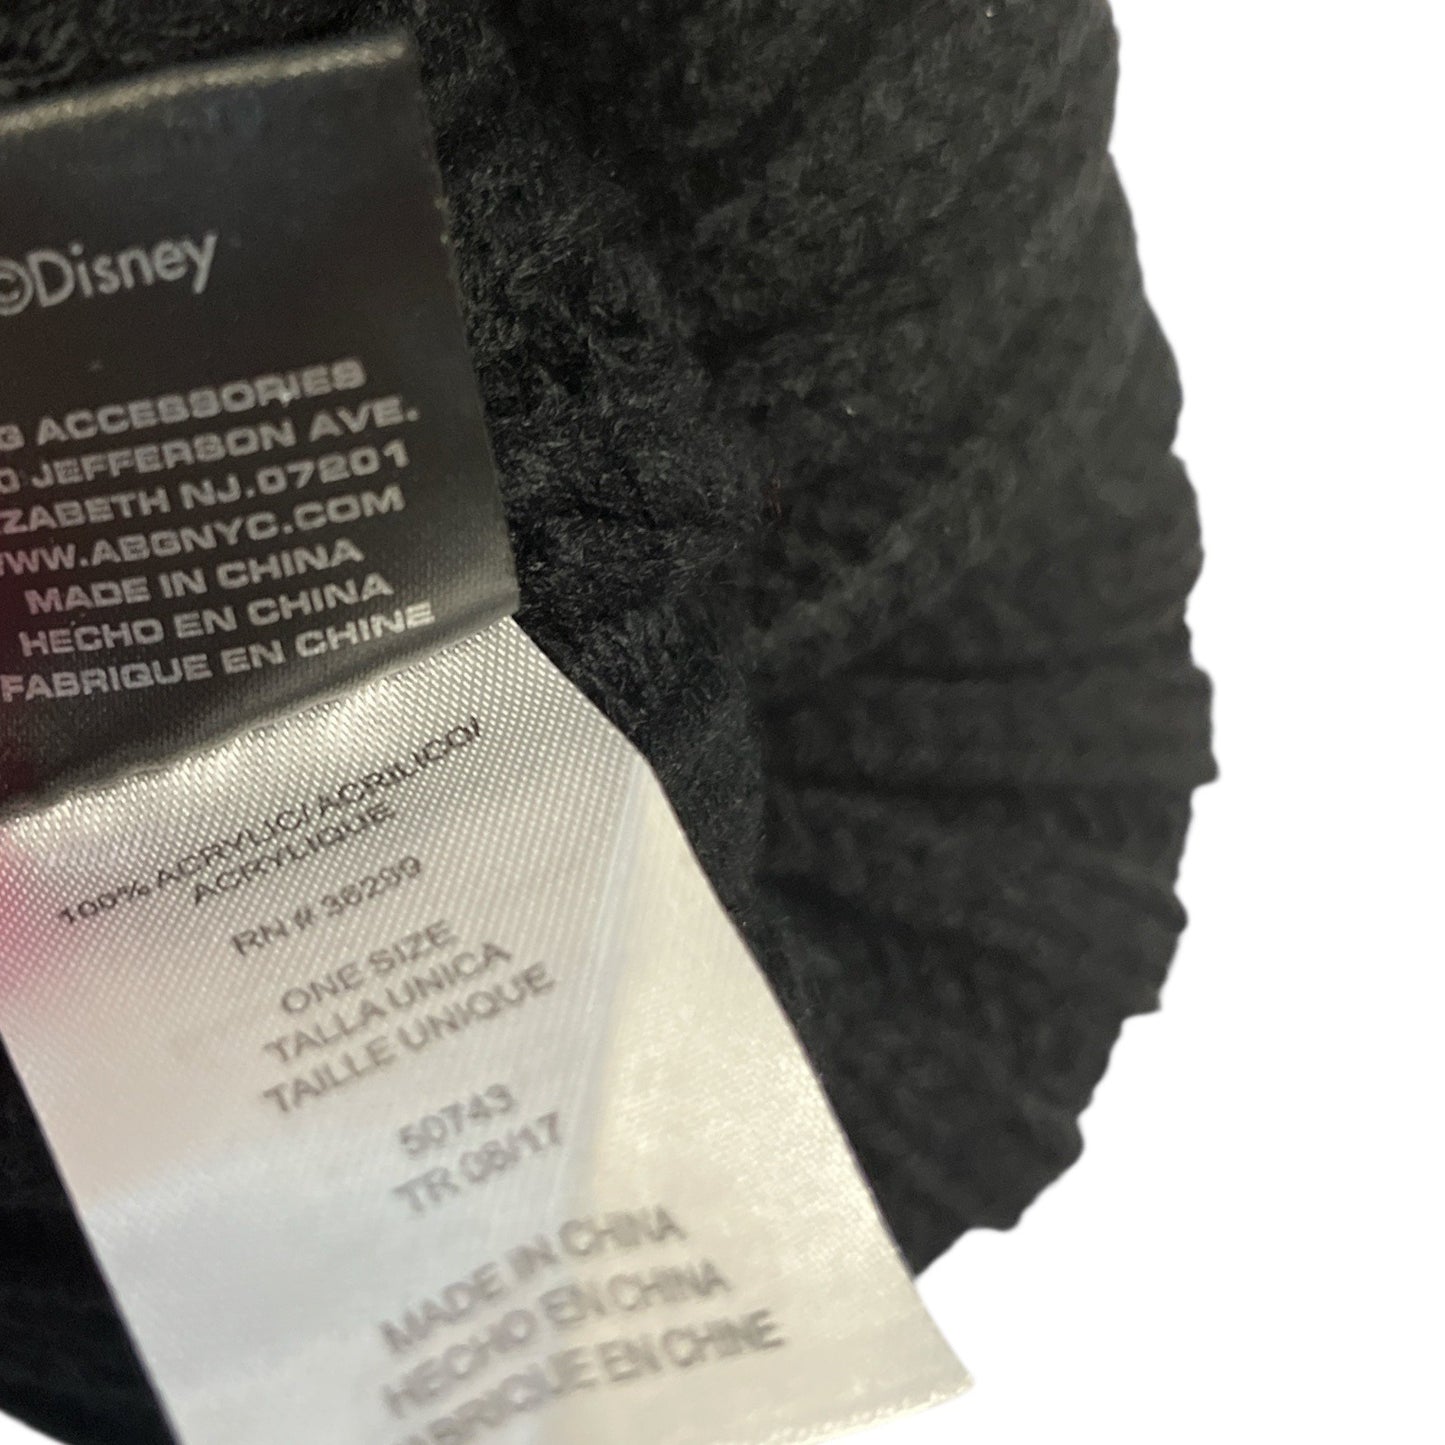 ©Disney
ACCESSORIES
JEFFERSON AVE.
NJ.07201
WWW.ABGNYC.COM
MADE IN CHINA
HECHO EN CHINA
FABRIQUE EN CHINE
100% ACRYLIC/ ACRILICO/
ACRYLIQUE
RN# 36299
ONE SIZE
TALLA UNICA
TAILLE UNIQUE
50743
TR 08/17
MADE IN CHINA
HECHO EN CHINA
FABRIQUE EN CHINE